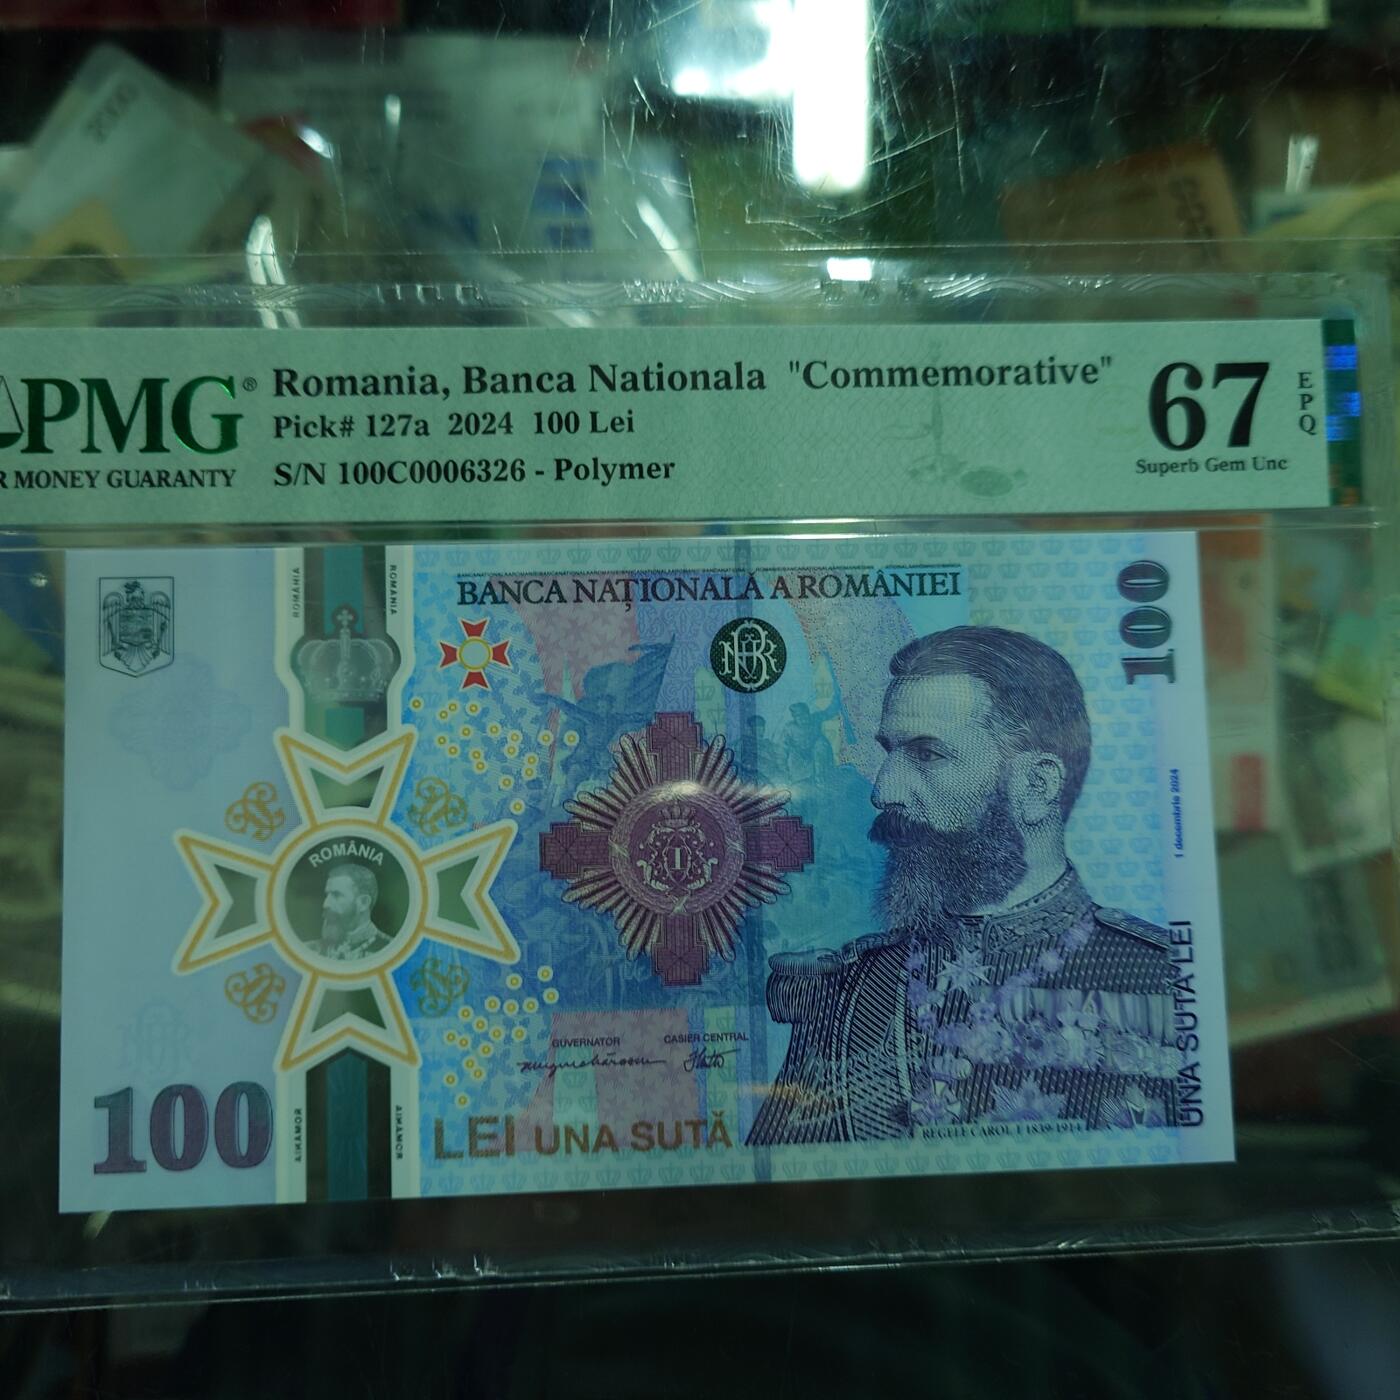 PMG® Romania, Banca Nationala "Commemorative" 67 EPQ
Pick# 127a 2024 100 Lei
Superb Gem Unc
R MONEY GUARANTY S/N 100C0006326 - Polymer
BANCA NAȚIONALĂ A ROMÂNIEI
100
ROMÂNIA
ROMÂNIA
1 decembrie 2024
ROMÂNIA
I
UNA SUTĂ LEI
GUVERNATOR CASIER CENTRAL
100
LEI UNA SUTĂ
REGELE CAROL I 1839-1914
ROMÂNIA
ROMÂNIA